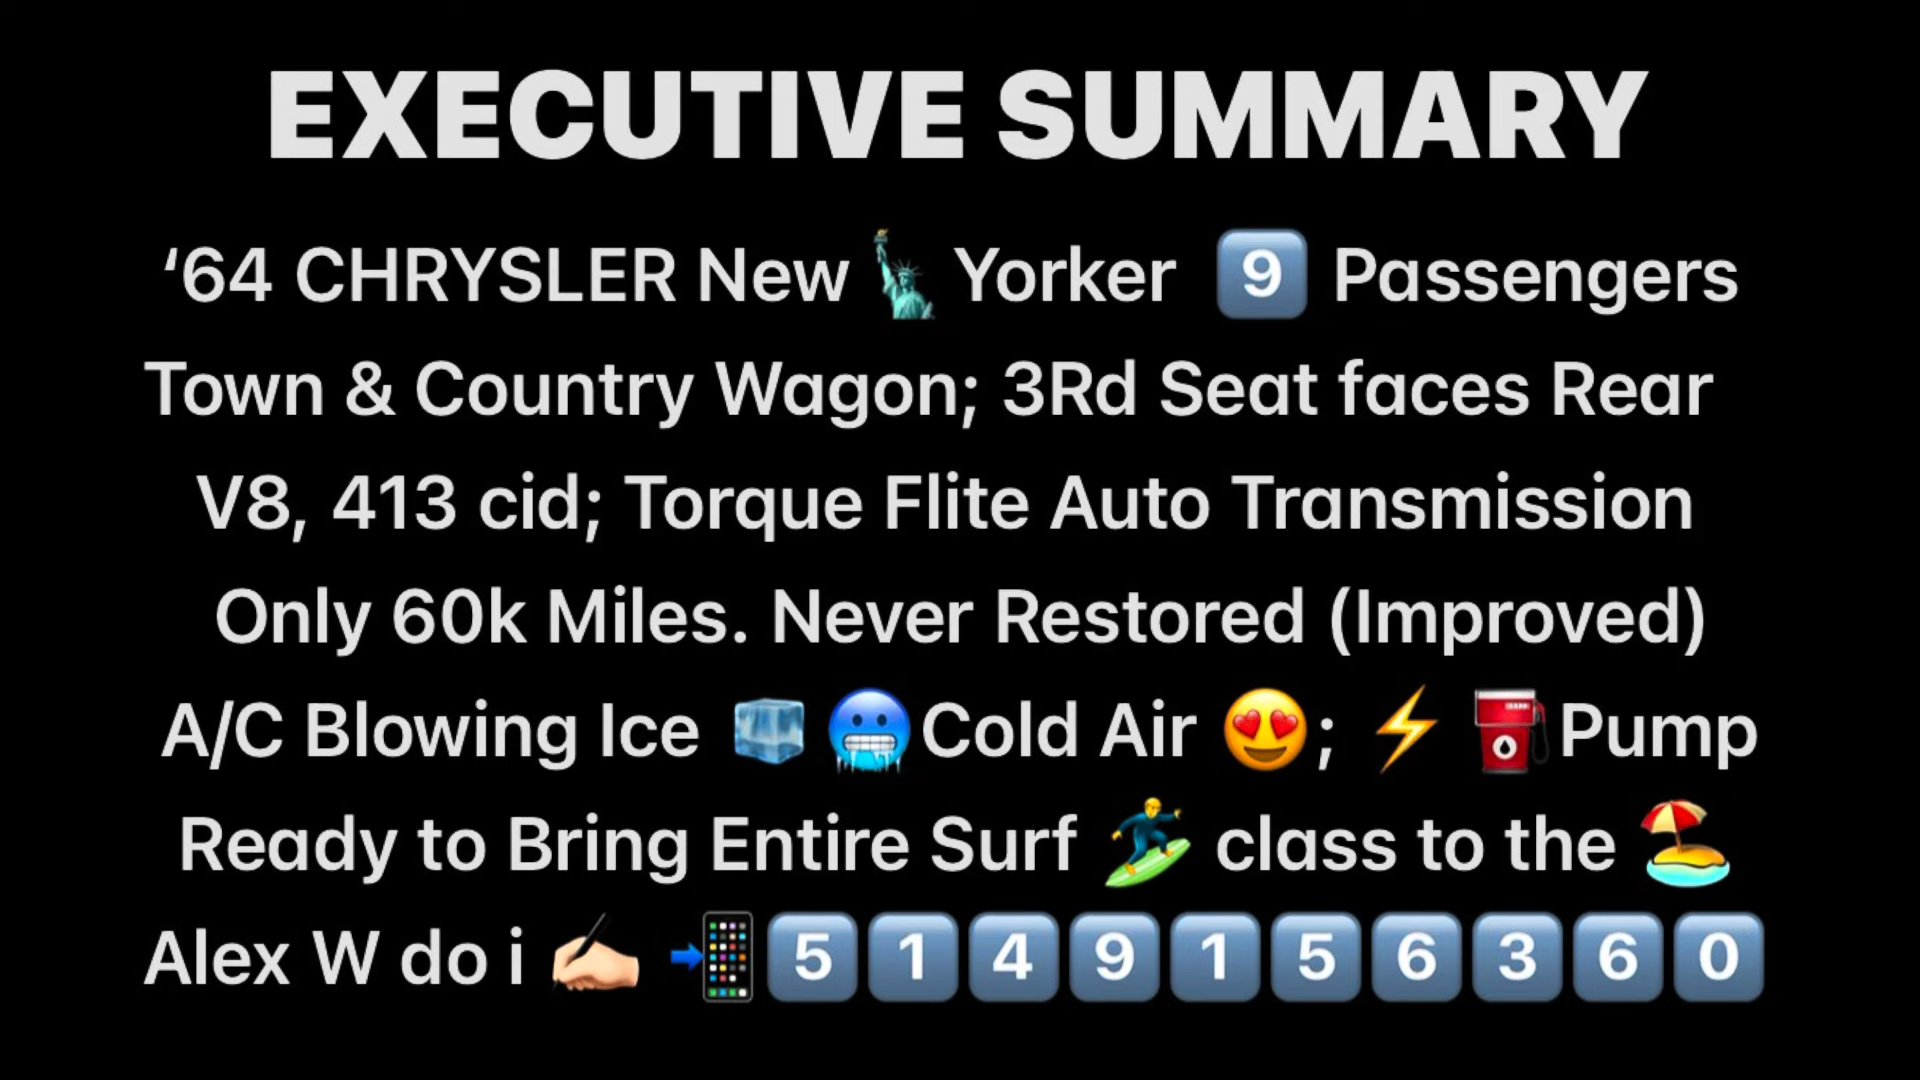 EXECUTIVE SUMMARY
‘64 CHRYSLER New 🗽 Yorker 9️⃣ Passengers
Town & Country Wagon; 3Rd Seat faces Rear
V8, 413 cid; Torque Flite Auto Transmission
Only 60k Miles. Never Restored (Improved)
A/C Blowing Ice 🧊 🥶 Cold Air 😍; ⚡ ⛽ Pump
Ready to Bring Entire Surf 🏄‍♂️ class to the 🏖️
Alex W do i ✍🏻 📲 5️⃣1️⃣4️⃣9️⃣1️⃣5️⃣6️⃣3️⃣6️⃣0️⃣